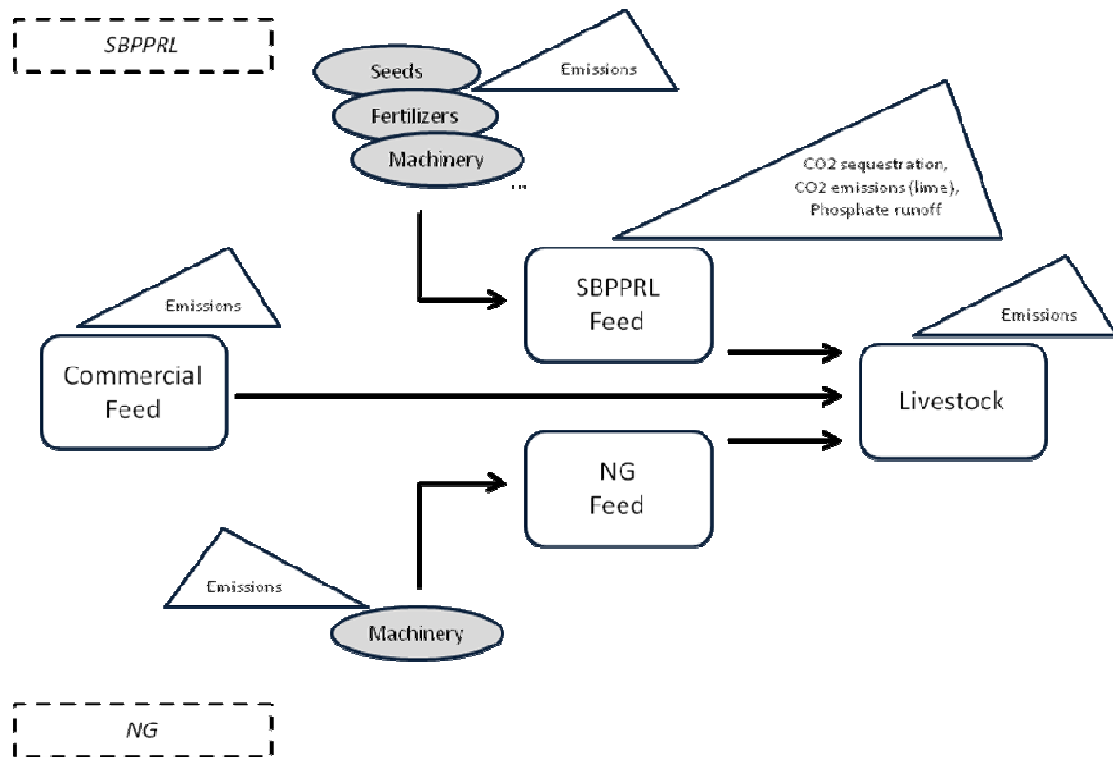 SBPPRL
Seeds
Emissions
Fertilizers
Machinery
...
CO2 sequestration,
CO2 emissions (lime),
Phosphate runoff
SBPPRL
Feed
Emissions
Emissions
Commercial
Feed
Livestock
NG
Feed
Emissions
Machinery
NG